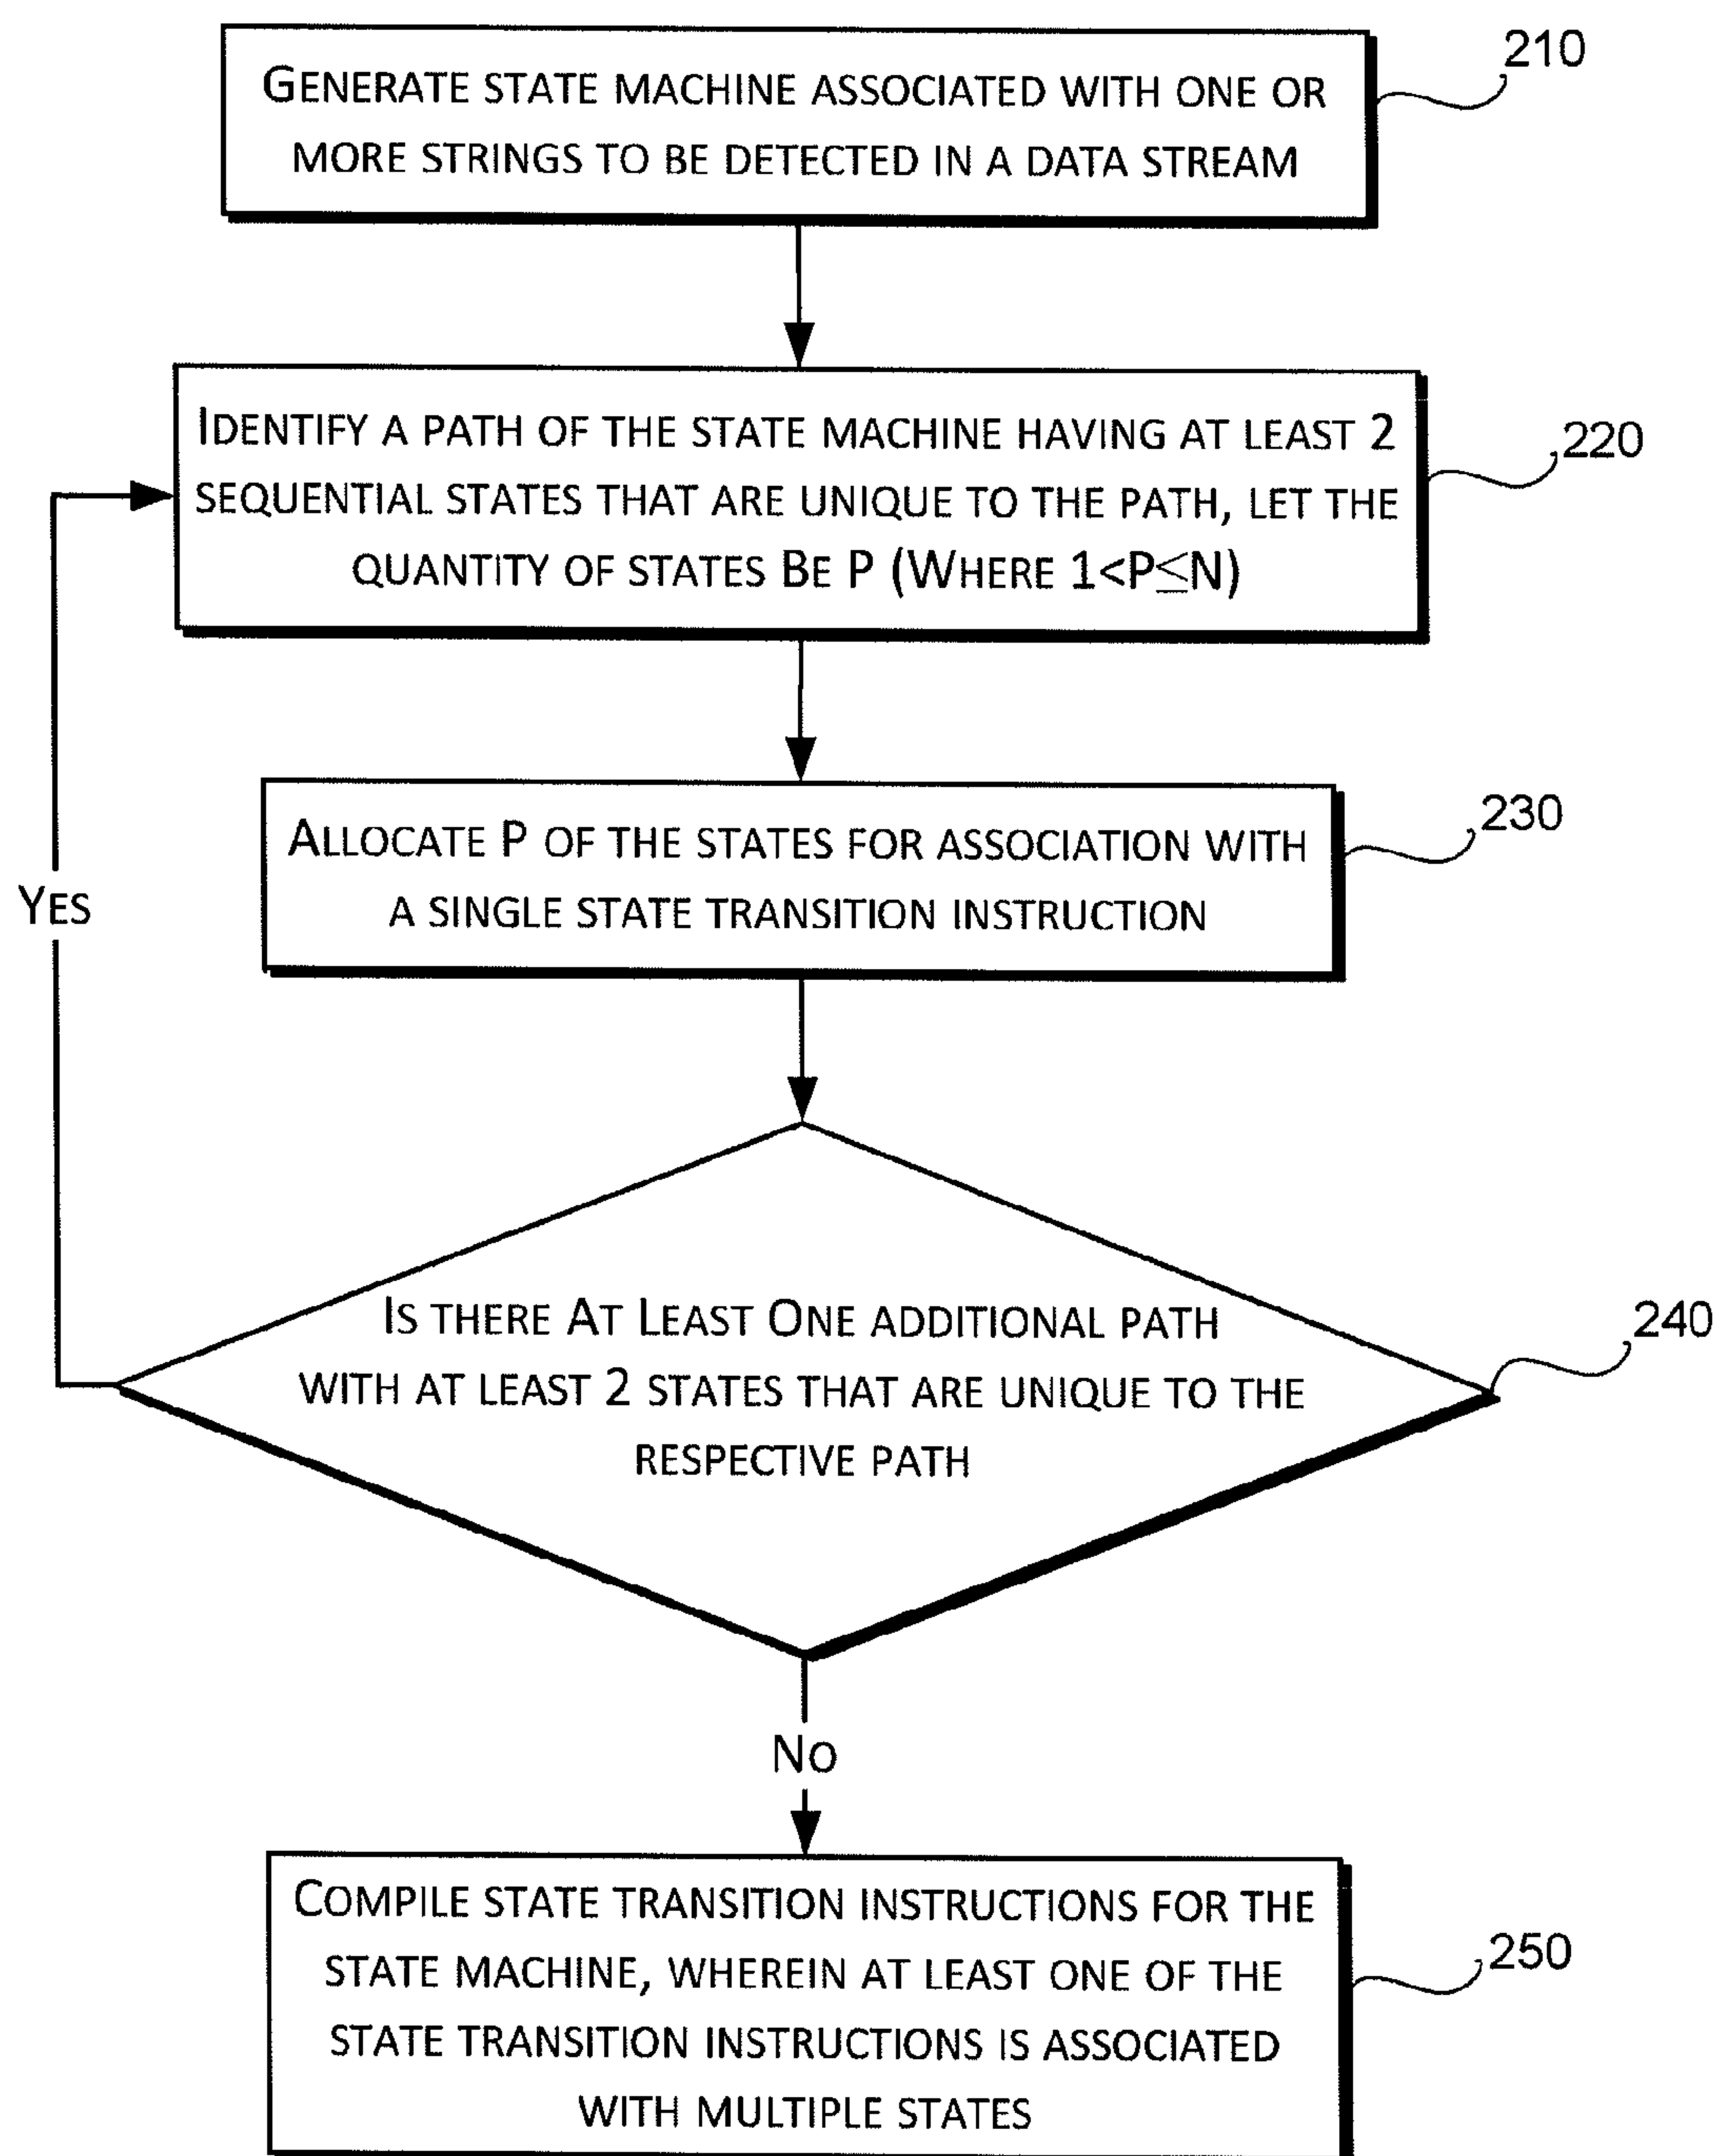 GENERATE STATE MACHINE ASSOCIATED WITH ONE OR
MORE STRINGS TO BE DETECTED IN A DATA STREAM
210
IDENTIFY A PATH OF THE STATE MACHINE HAVING AT LEAST 2
SEQUENTIAL STATES THAT ARE UNIQUE TO THE PATH, LET THE
QUANTITY OF STATES BE P (WHERE 1<P≤N)
220
ALLOCATE P OF THE STATES FOR ASSOCIATION WITH
A SINGLE STATE TRANSITION INSTRUCTION
230
YES
IS THERE AT LEAST ONE ADDITIONAL PATH
WITH AT LEAST 2 STATES THAT ARE UNIQUE TO THE
RESPECTIVE PATH
240
NO
COMPILE STATE TRANSITION INSTRUCTIONS FOR THE
STATE MACHINE, WHEREIN AT LEAST ONE OF THE
STATE TRANSITION INSTRUCTIONS IS ASSOCIATED
WITH MULTIPLE STATES
250